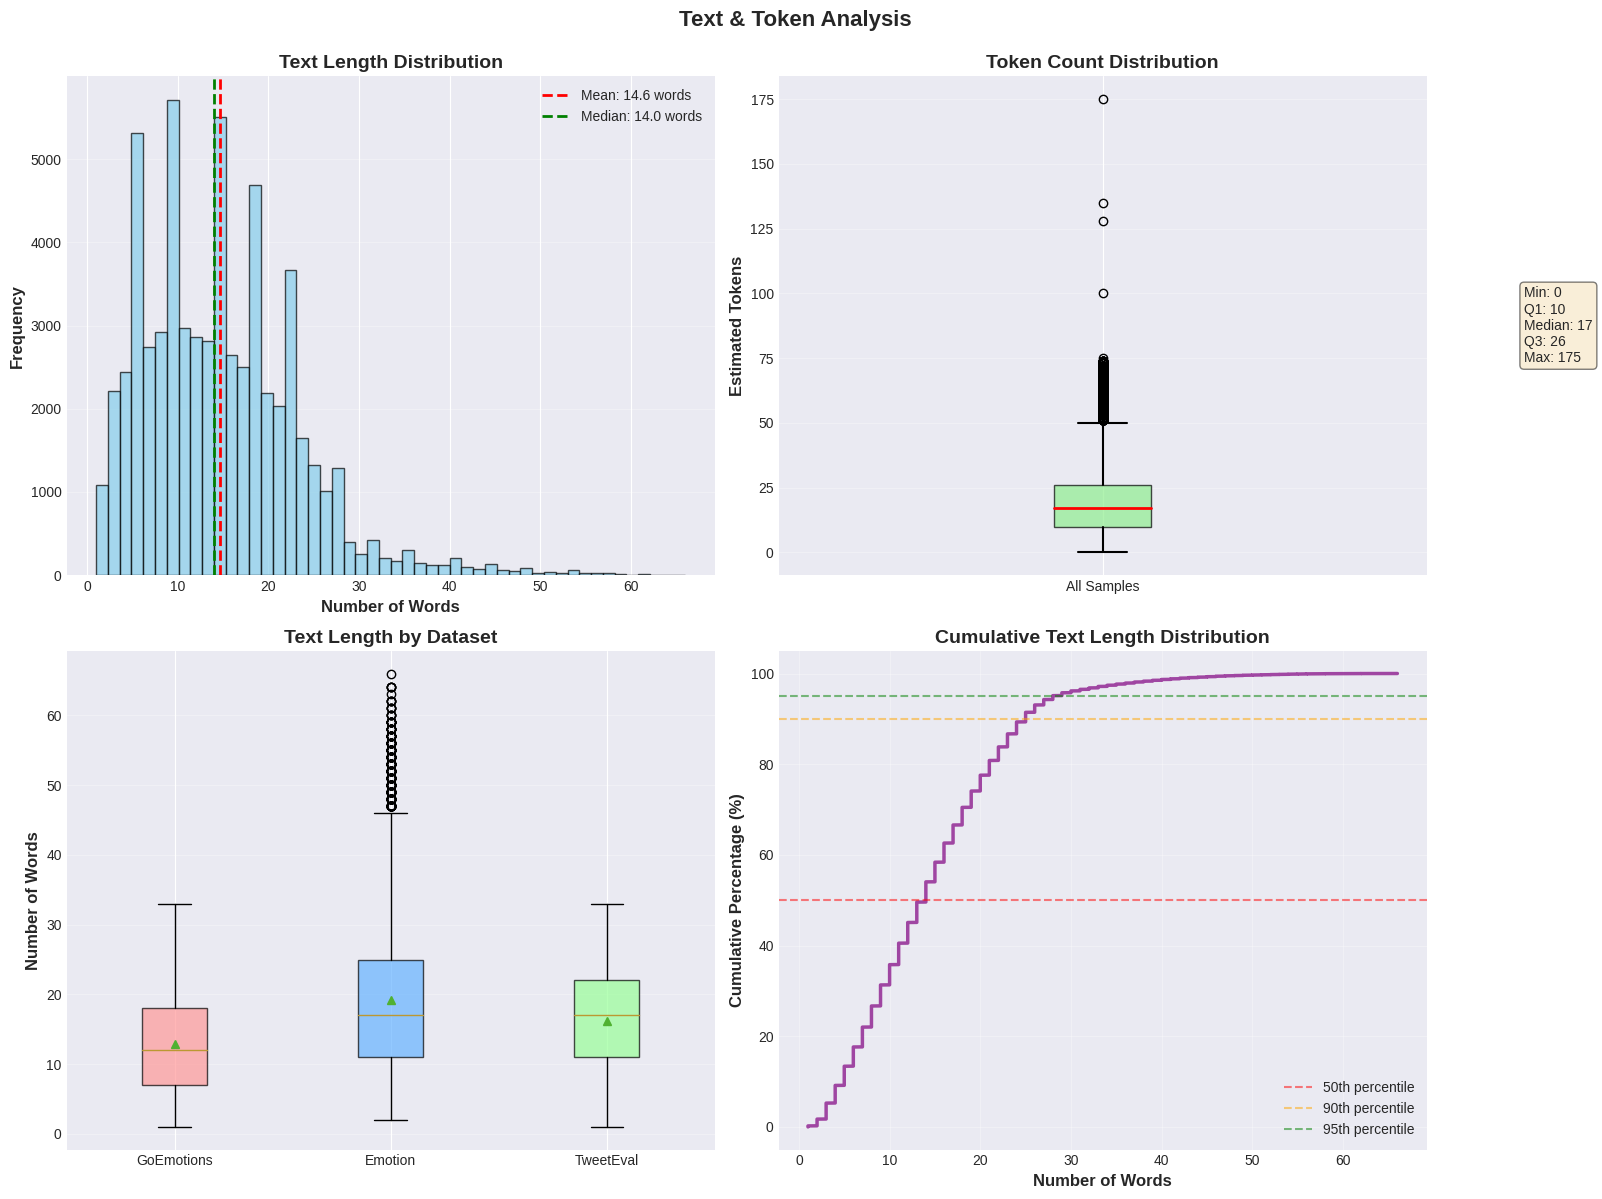 Text & Token Analysis
Text Length Distribution
Mean: 14.6 words
Median: 14.0 words
Frequency
5000
4000
3000
2000
1000
0
0 10 20 30 40 50 60
Number of Words
Token Count Distribution
Estimated Tokens
175
150
125
100
75
50
25
0
All Samples
Min: 0
Q1: 10
Median: 17
Q3: 26
Max: 175
Text Length by Dataset
Number of Words
60
50
40
30
20
10
0
GoEmotions Emotion TweetEval
Cumulative Text Length Distribution
Cumulative Percentage (%)
100
80
60
40
20
0
50th percentile
90th percentile
95th percentile
0 10 20 30 40 50 60
Number of Words